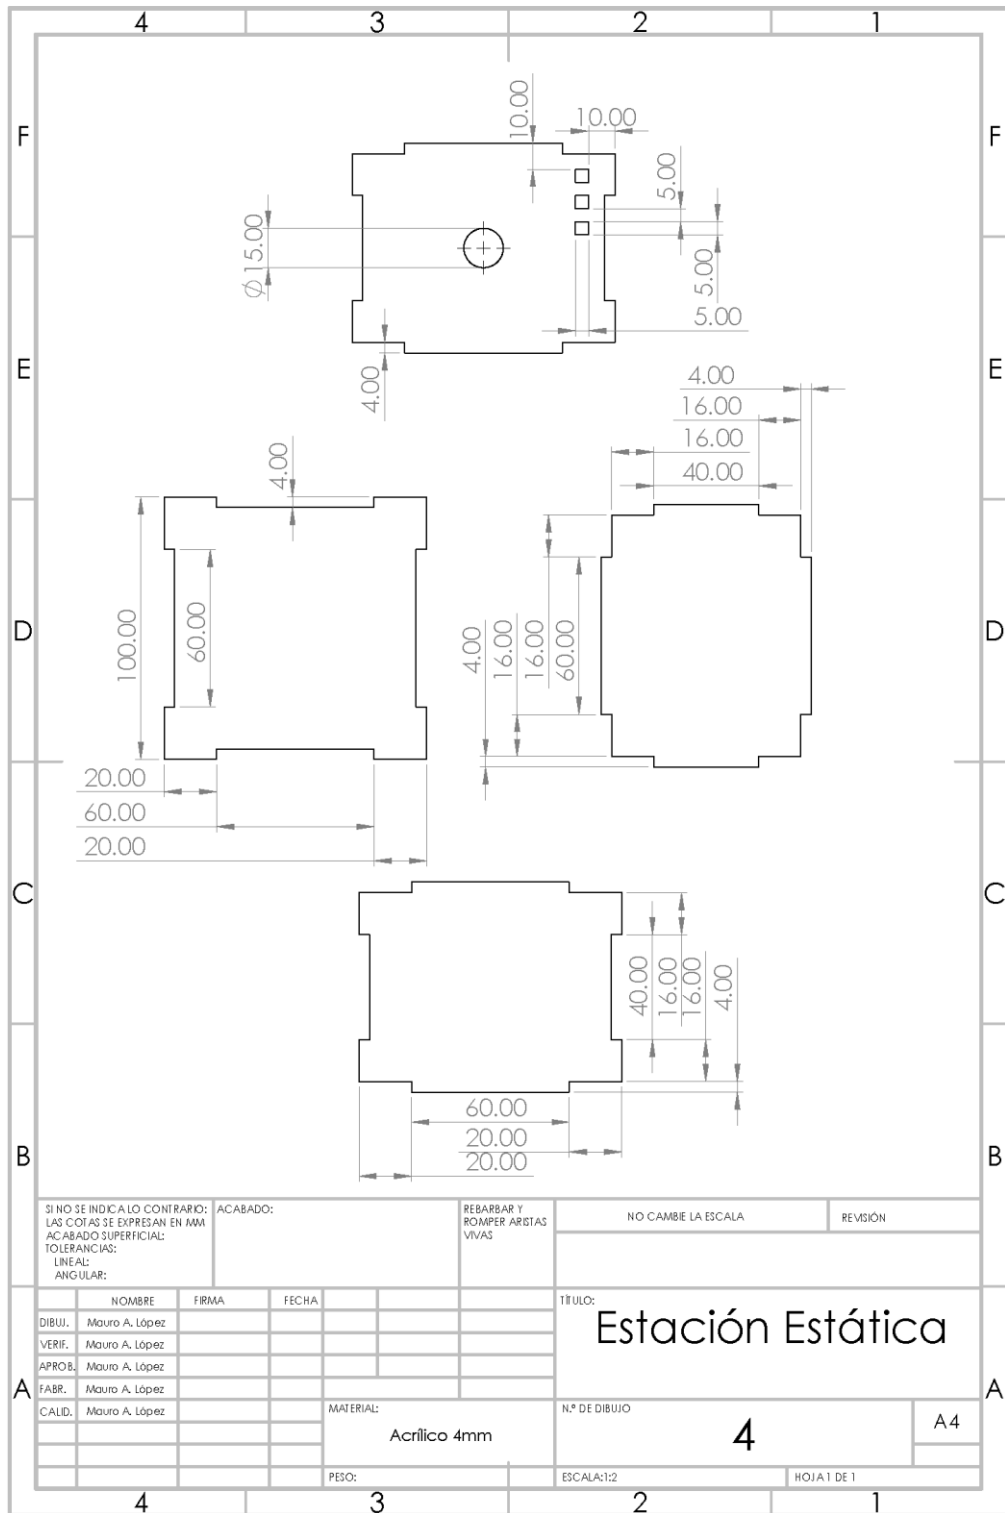 4 3 2 1
F F
10.00
10.00
5.00
Ø15.00
5.00
5.00
4.00
E E
4.00
16.00
16.00
40.00
4.00
100.00
60.00
D D
4.00
16.00
16.00
60.00
20.00
60.00
20.00
C C
40.00
16.00
16.00
4.00
60.00
20.00
20.00
B B
SI NO SE INDICA LO CONTRARIO:
LAS COTAS SE EXPRESAN EN MM
ACABADO SUPERFICIAL:
TOLERANCIAS:
LINEAL:
ANGULAR:
ACABADO:
REBARBAR Y
ROMPER ARISTAS
VIVAS
NO CAMBIE LA ESCALA
REVISIÓN
NOMBRE FIRMA FECHA
DIBUJ. Mauro A. López
VERIF. Mauro A. López
APROB. Mauro A. López
FABR. Mauro A. López
CALID. Mauro A. López
TÍTULO:
Estación Estática
A A
MATERIAL:
Acrílico 4mm
N.º DE DIBUJO
4
A4
PESO:
ESCALA:1:2
HOJA 1 DE 1
4 3 2 1